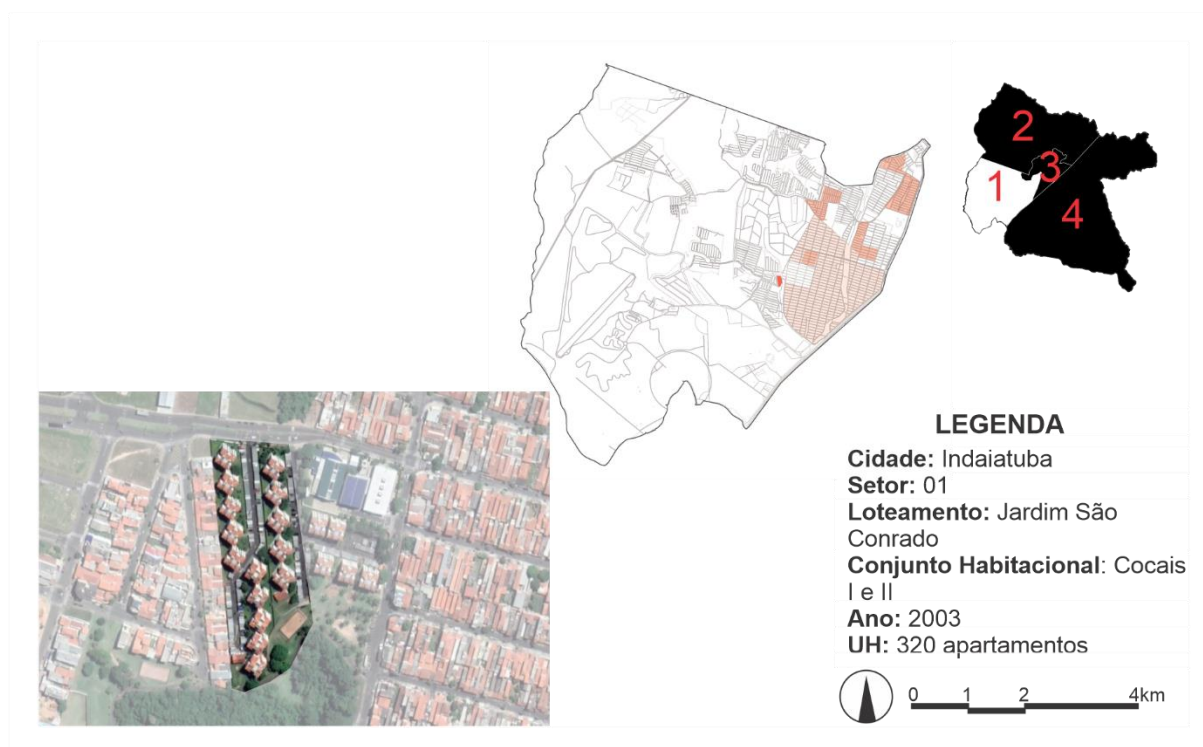 2
3
1
4
LEGENDA
Cidade: Indaiatuba
Setor: 01
Loteamento: Jardim São
Conrado
Conjunto Habitacional: Cocais
I e II
Ano: 2003
UH: 320 apartamentos
0 1 2 4km